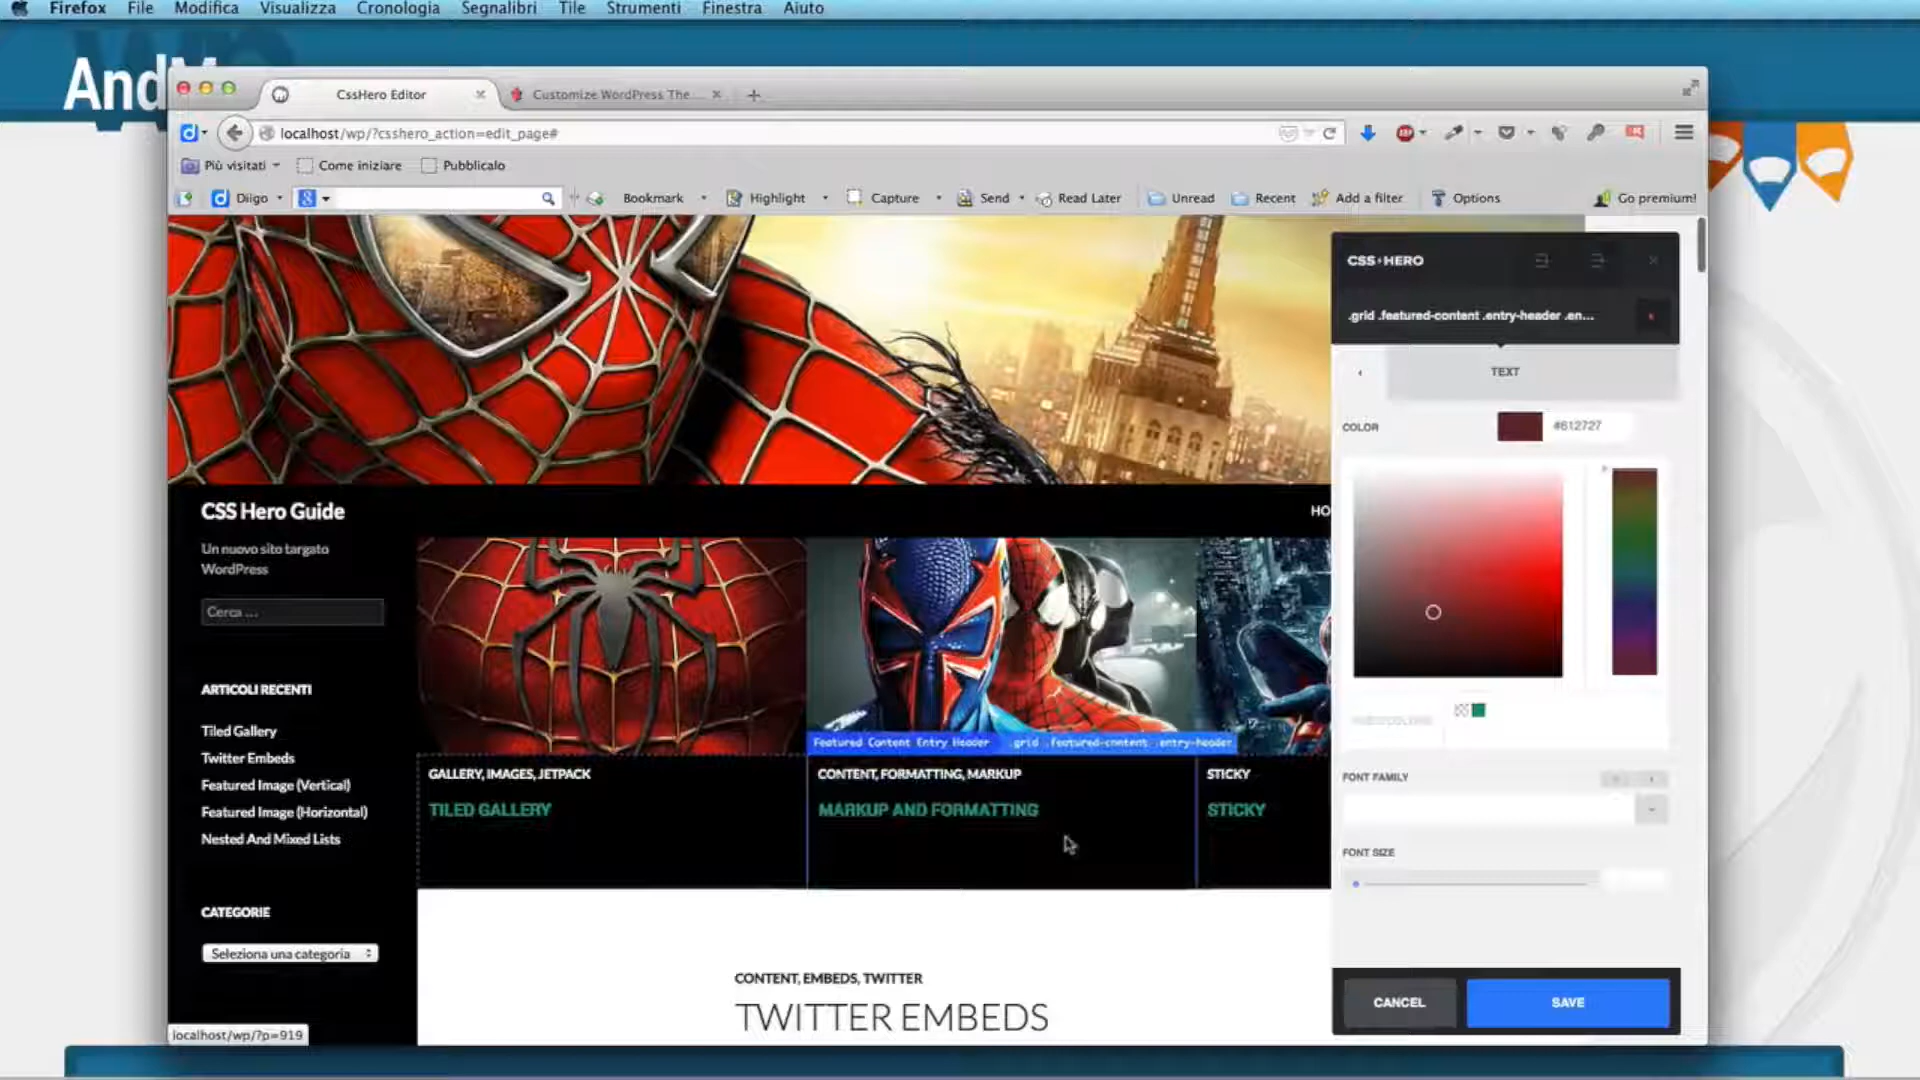 Firefox File Modifica Visualizza Cronologia Segnalibri Tile Strumenti Finestra Aiuto
CssHero Editor
Customize WordPress The...
localhost/wp/?csshero_action=edit_page#
Più visitati Come iniziare Pubblicalo
Diigo Bookmark Highlight Capture Send Read Later Unread Recent Add a filter Options Go premium!
CSS HERO
.grid .featured-content .entry-header .en...
TEXT
COLOR #612727
CSS Hero Guide
HO
Un nuovo sito targato
WordPress
Cerca ...
ARTICOLI RECENTI
Tiled Gallery
Twitter Embeds
Featured Image (Vertical)
Featured Image (Horizontal)
Nested And Mixed Lists
CATEGORIE
Seleziona una categoria
Featured Content Entry Header .grid .featured-content .entry-header
GALLERY, IMAGES, JETPACK
TILED GALLERY
CONTENT, FORMATTING, MARKUP
MARKUP AND FORMATTING
STICKY
STICKY
FONT FAMILY
FONT SIZE
CONTENT, EMBEDS, TWITTER
TWITTER EMBEDS
CANCEL
SAVE
localhost/wp/?p=919